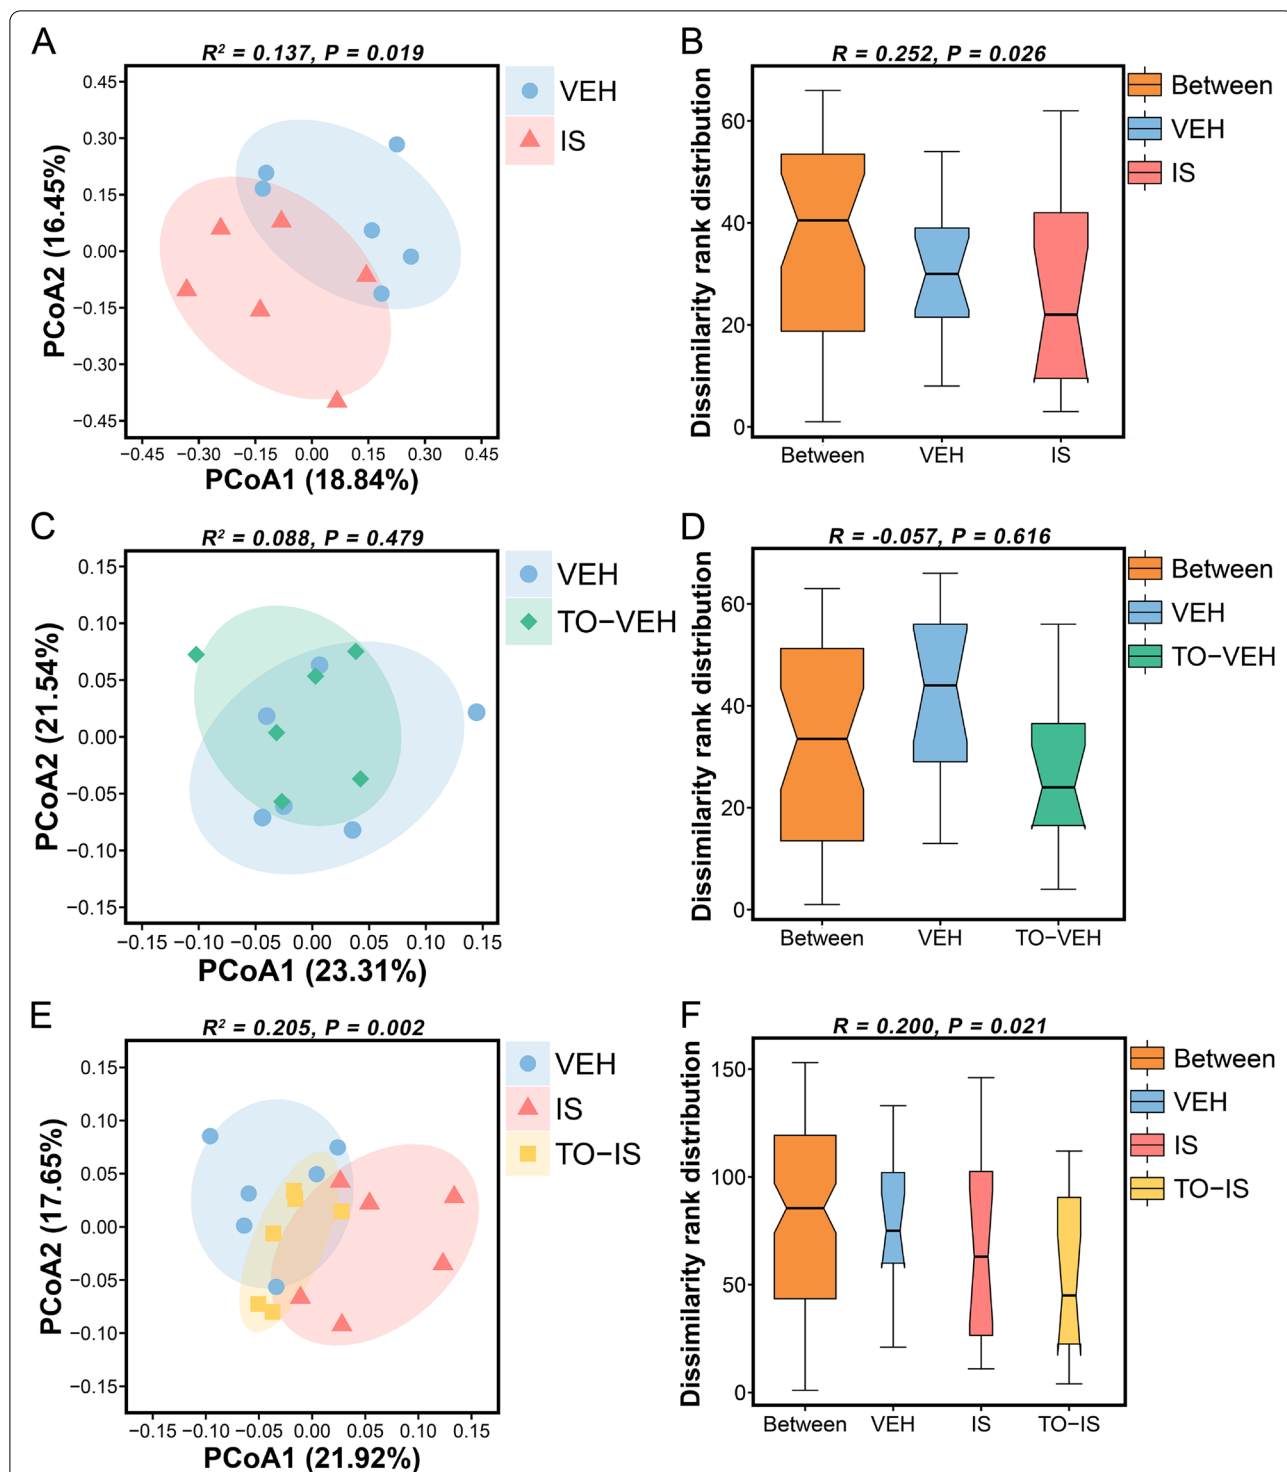 A
R² = 0.137, P = 0.019
0.45
0.30
0.15
0.00
−0.15
−0.30
−0.45
PCoA2 (16.45%)
−0.45 −0.30 −0.15 0.00 0.15 0.30 0.45
PCoA1 (18.84%)
VEH
IS
B
R = 0.252, P = 0.026
60
40
20
0
Dissimilarity rank distribution
Between VEH IS
Between
VEH
IS
C
R² = 0.088, P = 0.479
0.15
0.10
0.05
0.00
−0.05
−0.10
−0.15
PCoA2 (21.54%)
−0.15 −0.10 −0.05 0.00 0.05 0.10 0.15
PCoA1 (23.31%)
VEH
TO−VEH
D
R = -0.057, P = 0.616
60
40
20
0
Dissimilarity rank distribution
Between VEH TO−VEH
Between
VEH
TO−VEH
E
R² = 0.205, P = 0.002
0.15
0.10
0.05
0.00
−0.05
−0.10
−0.15
PCoA2 (17.65%)
−0.15 −0.10 −0.05 0.00 0.05 0.10 0.15
PCoA1 (21.92%)
VEH
IS
TO−IS
F
R = 0.200, P = 0.021
150
100
50
0
Dissimilarity rank distribution
Between VEH IS TO−IS
Between
VEH
IS
TO−IS